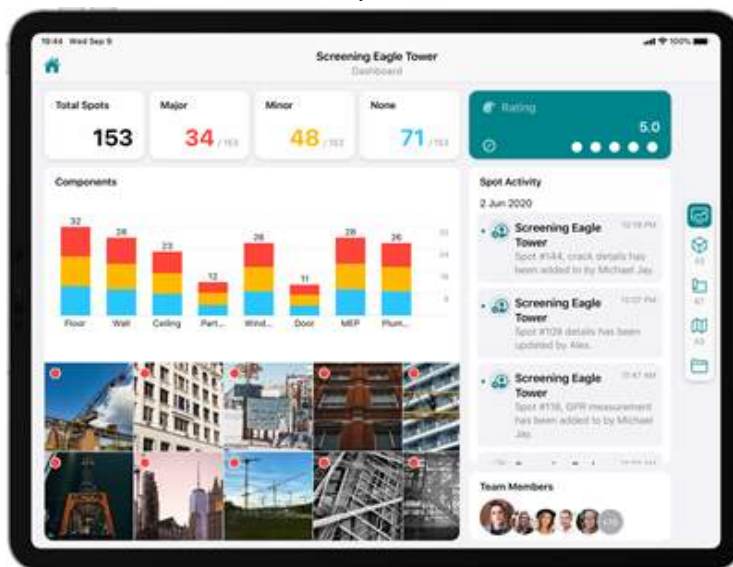 19:44 Wed Sep 9
100%
Screening Eagle Tower
Dashboard
Total Spots
153
Major
34 / 153
Minor
48 / 153
None
71 / 153
Rating
5.0
Components
32
28
23
12
26
11
28
26
Floor
Wall
Ceiling
Part...
Wind...
Door
MEP
Plum...
Spot Activity
2 Jun 2020
Screening Eagle
Tower
Spot #144, crack details has
been added to by Michael Jay.
Screening Eagle
Tower
Spot #109 details has been
updated by Alex.
Screening Eagle
Tower
Spot #118, GPR measurement
has been added to by Michael
Jay.
Team Members